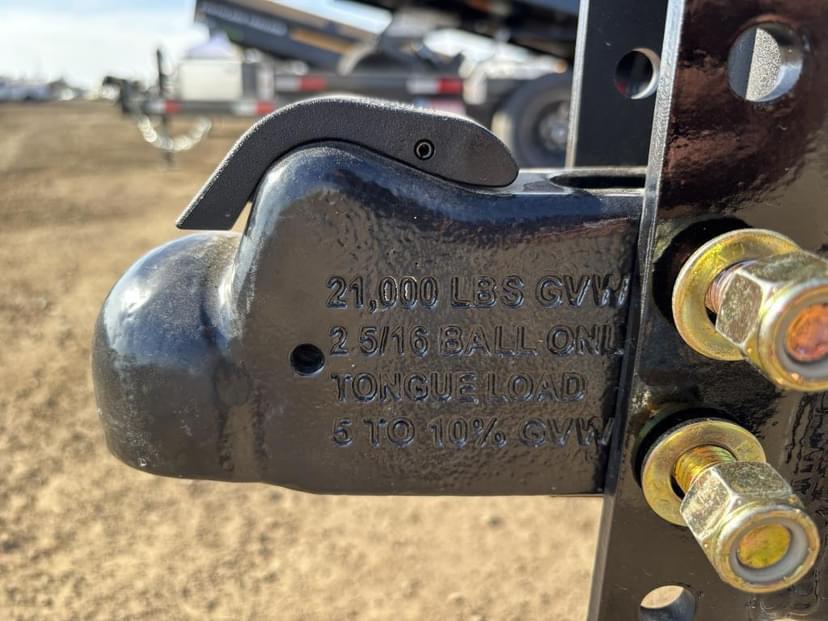 21,000 LBS GVW
2 5/16 BALL ONL
TONGUE LOAD
5 TO 10% GVW